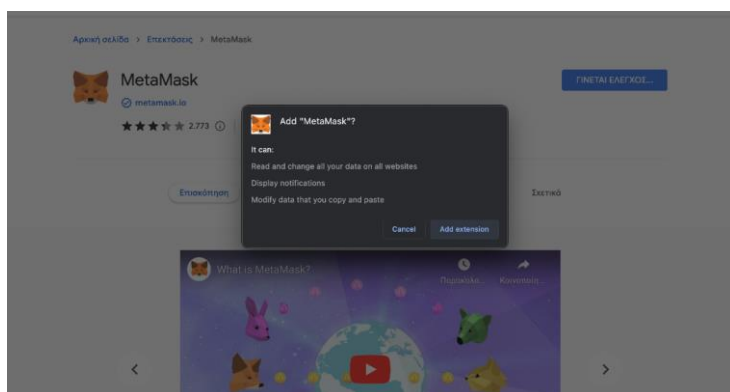 Αρχική σελίδα > Επεκτάσεις > MetaMask
MetaMask
ΓΙΝΕΤΑΙ ΕΛΕΓΧΟΣ...
metamask.io
2.773
Add "MetaMask"?
It can:
Read and change all your data on all websites
Display notifications
Modify data that you copy and paste
Cancel
Add extension
Επισκόπηση
Σχετικά
What is MetaMask?